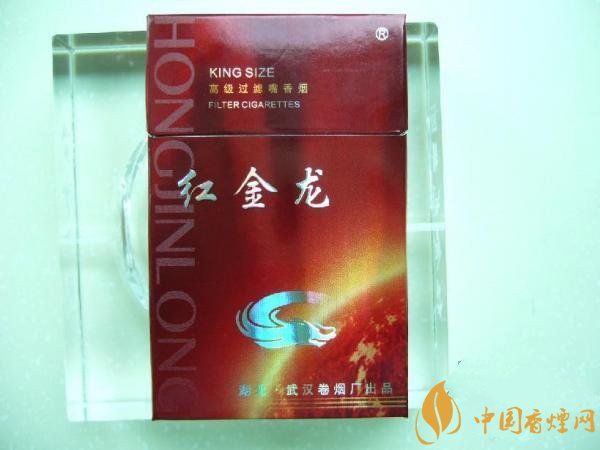 ®
KING SIZE
高级过滤嘴香烟
FILTER CIGARETTES
HONGJINLONG
红金龙
湖北·武汉卷烟厂出品
中国香烟网